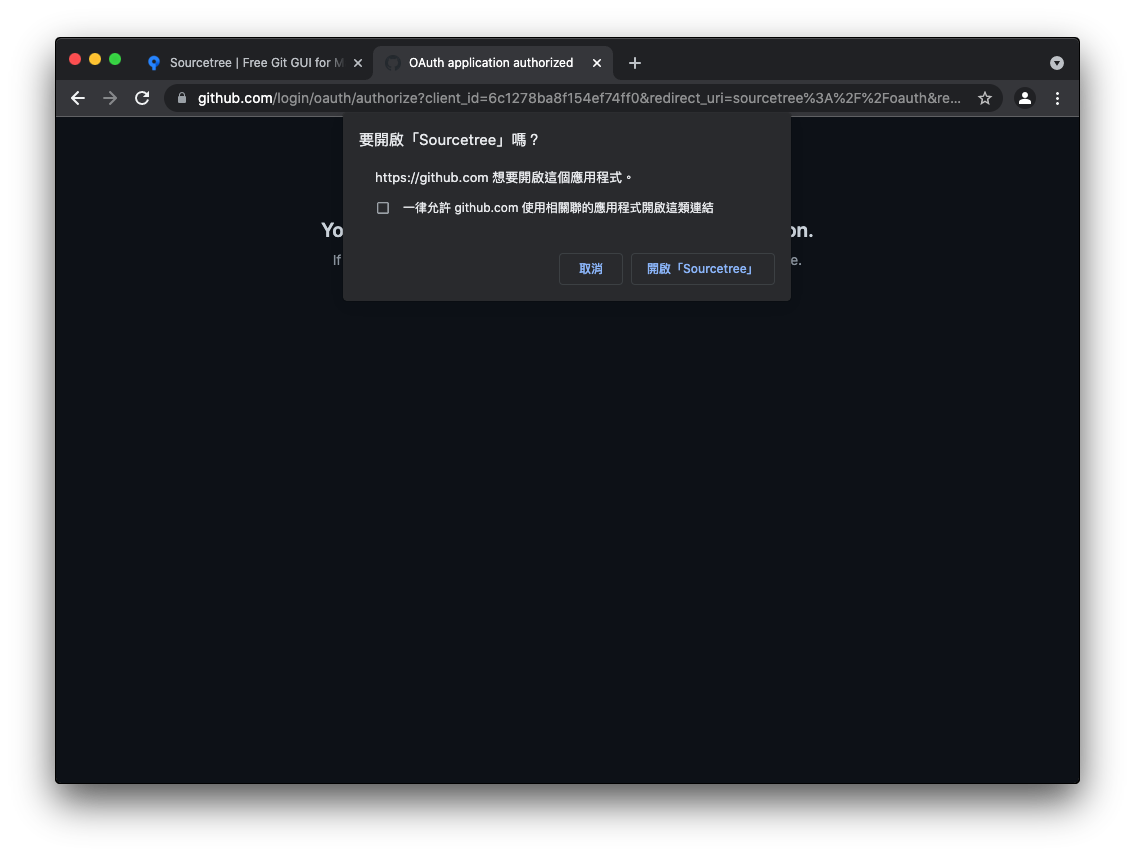 Sourcetree | Free Git GUI for M
OAuth application authorized
github.com/login/oauth/authorize?client_id=6c1278ba8f154ef74ff0&redirect_uri=sourcetree%3A%2F%2Foauth&re...
要開啟「Sourcetree」嗎？
https://github.com 想要開啟這個應用程式。
一律允許 github.com 使用相關聯的應用程式開啟這類連結
Yo
on.
If
e.
取消
開啟「Sourcetree」